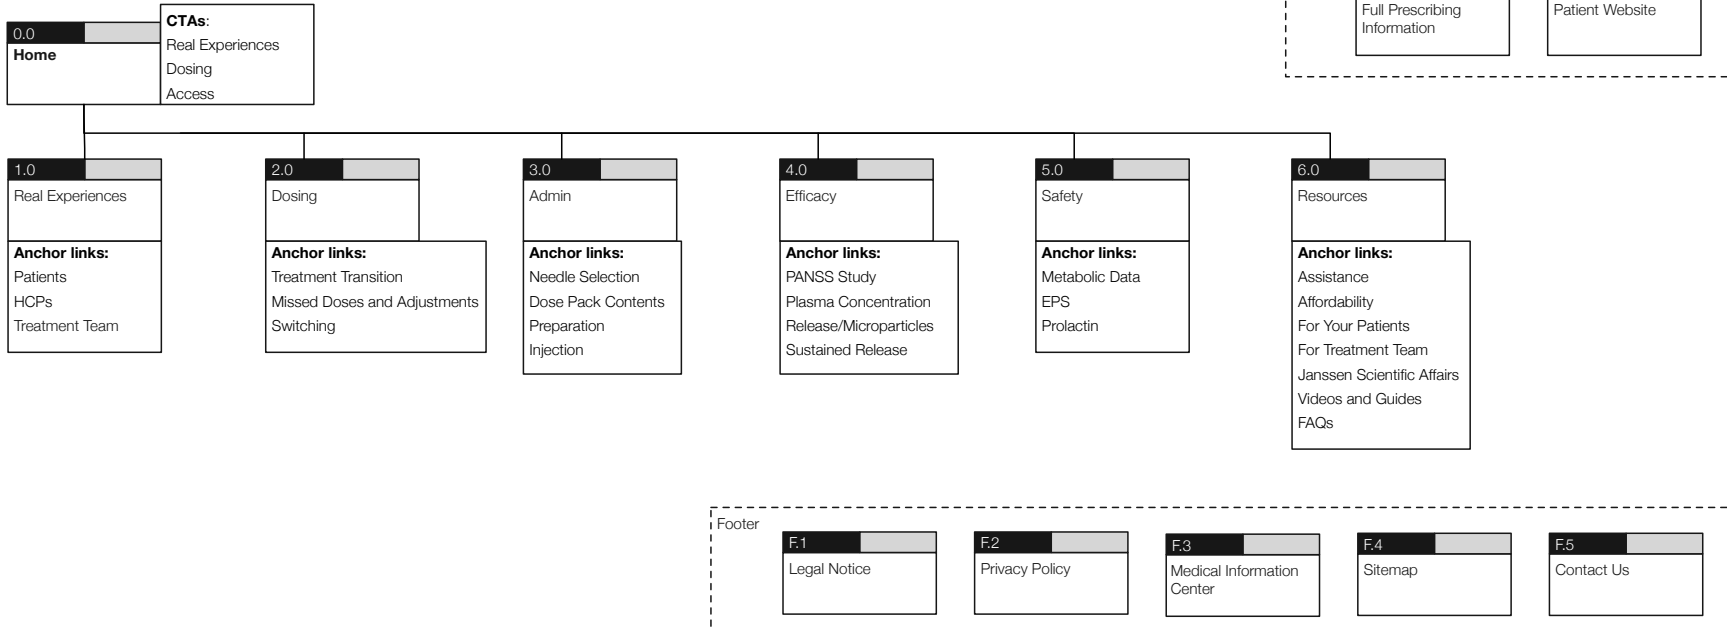 0.0
Home
CTAs:
Real Experiences
Dosing
Access
Full Prescribing
Information
Patient Website
1.0
Real Experiences
Anchor links:
Patients
HCPs
Treatment Team
2.0
Dosing
Anchor links:
Treatment Transition
Missed Doses and Adjustments
Switching
3.0
Admin
Anchor links:
Needle Selection
Dose Pack Contents
Preparation
Injection
4.0
Efficacy
Anchor links:
PANSS Study
Plasma Concentration
Release/Microparticles
Sustained Release
5.0
Safety
Anchor links:
Metabolic Data
EPS
Prolactin
6.0
Resources
Anchor links:
Assistance
Affordability
For Your Patients
For Treatment Team
Janssen Scientific Affairs
Videos and Guides
FAQs
Footer
F.1
Legal Notice
F.2
Privacy Policy
F.3
Medical Information
Center
F.4
Sitemap
F.5
Contact Us